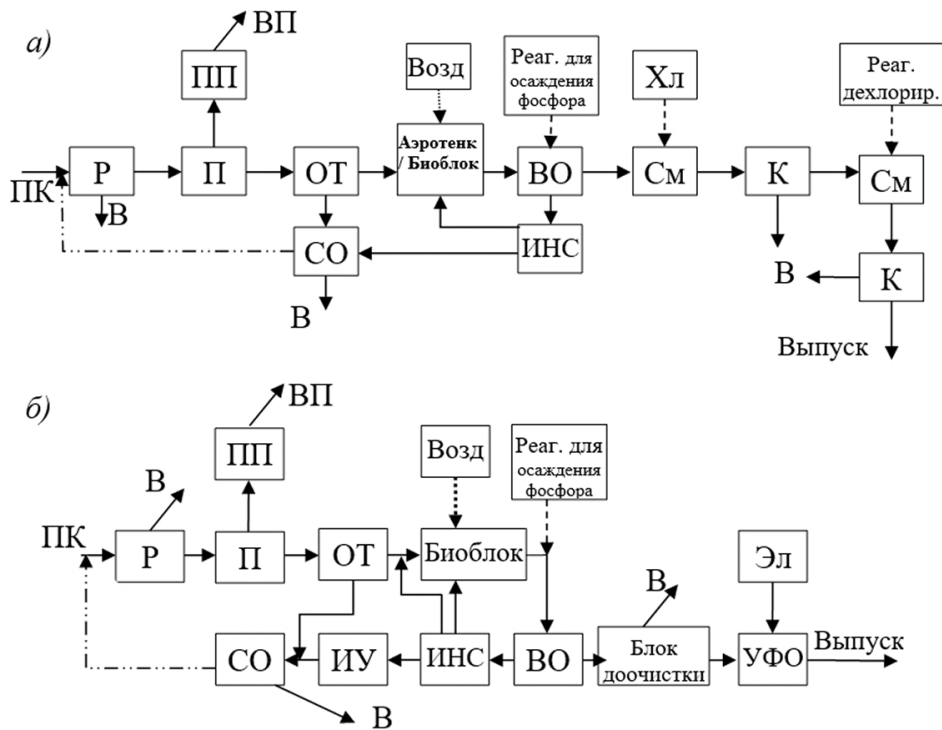 а)
ВП
ПП
Возд
Реаг. для
осаждения
фосфора
Хл
Реаг.
дехлорир.
ПК
Р
П
ОТ
Аэротенк
/ Биоблок
ВО
См
К
См
В
СО
ИНС
В
К
В
Выпуск
б)
ВП
ПП
Возд
Реаг. для
осаждения
фосфора
В
ПК
Р
П
ОТ
Биоблок
Эл
В
СО
ИУ
ИНС
ВО
Блок
доочистки
УФО
Выпуск
В